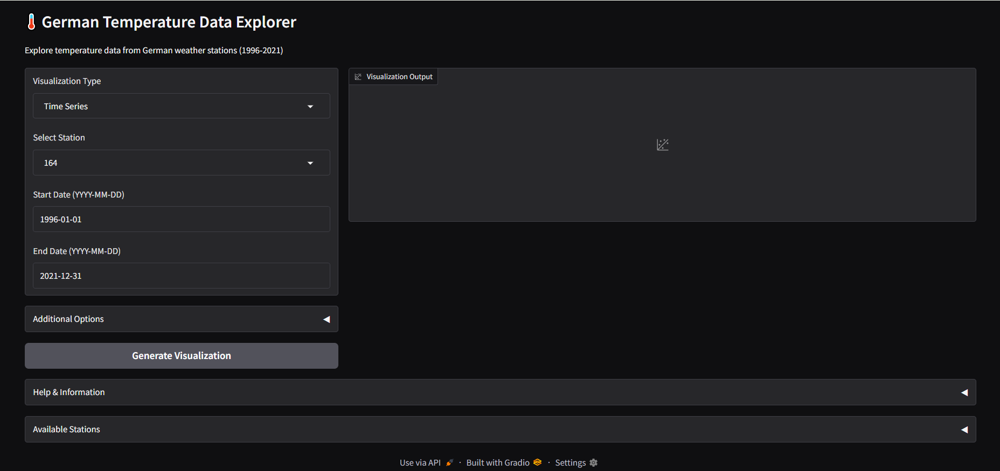 German Temperature Data Explorer
Explore temperature data from German weather stations (1996-2021)
Visualization Type
Time Series
Select Station
164
Start Date (YYYY-MM-DD)
1996-01-01
End Date (YYYY-MM-DD)
2021-12-31
Additional Options
Generate Visualization
Visualization Output
Help & Information
Available Stations
Use via API · Built with Gradio · Settings